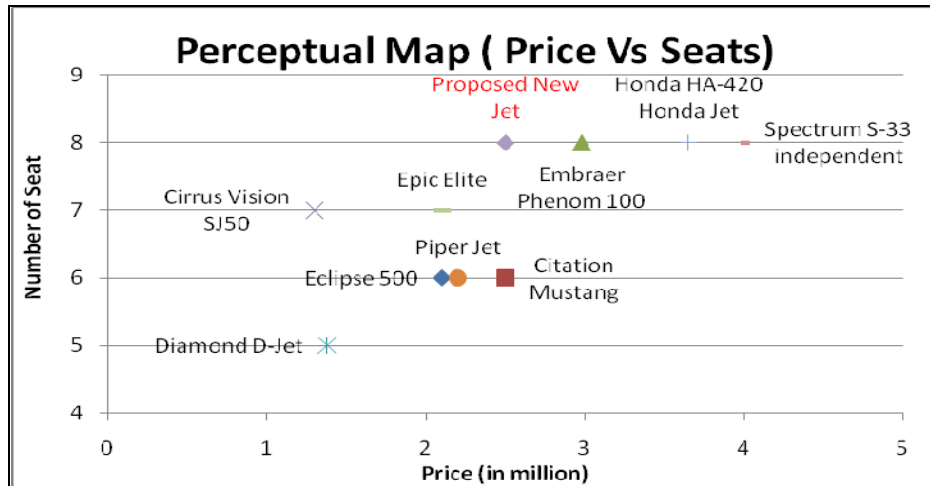 Perceptual Map ( Price Vs Seats)
9
8
7
6
5
4
Number of Seat
Proposed New
Jet
Honda HA-420
Honda Jet
Spectrum S-33
independent
Embraer
Phenom 100
Epic Elite
Cirrus Vision
SJ50
Piper Jet
Eclipse 500
Citation
Mustang
Diamond D-Jet
0 1 2 3 4 5
Price (in million)